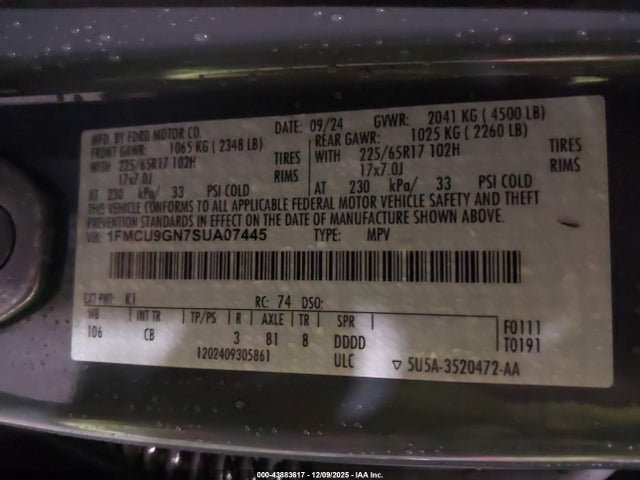 MFD. BY FORD MOTOR CO. DATE: 09/24 GVWR: 2041 KG ( 4500 LB)
FRONT GAWR: 1065 KG ( 2348 LB) REAR GAWR: 1025 KG ( 2260 LB)
WITH 225/65R17 102H TIRES WITH 225/65R17 102H TIRES
17x7.0J RIMS 17x7.0J RIMS
AT 230 kPa/ 33 PSI COLD AT 230 kPa/ 33 PSI COLD
THIS VEHICLE CONFORMS TO ALL APPLICABLE FEDERAL MOTOR VEHICLE SAFETY AND THEFT
PREVENTION STANDARDS IN EFFECT ON THE DATE OF MANUFACTURE SHOWN ABOVE.
VIN: 1FMCU9GN7SUA07445 TYPE: MPV
EXT PNT: K1 RC: 74 DSO:
WB INT TR TP/PS R AXLE TR SPR
106 CB 3 81 8 DDDD F0111
1202409305861 ULC T0191
▽ 5U5A-3520472-AA
000-43883617 - 12/09/2025 - IAA Inc.